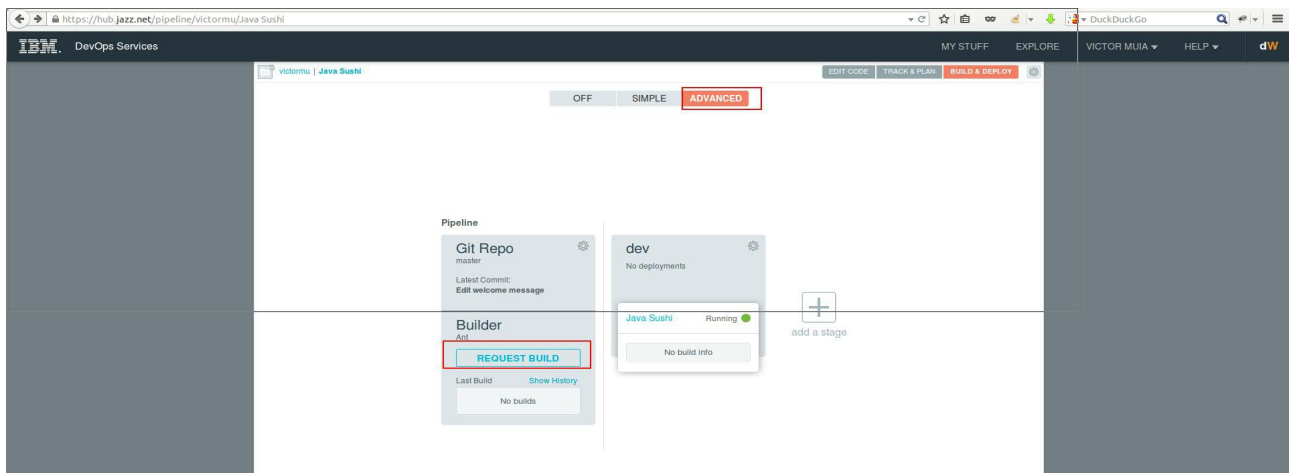 https://hub.jazz.net/pipeline/victormu/Java Sushi
DuckDuckGo
IBM. DevOps Services
MY STUFF EXPLORE VICTOR MUIA HELP dW
victormu | Java Sushi
EDIT CODE TRACK & PLAN BUILD & DEPLOY
OFF SIMPLE ADVANCED
Pipeline
Git Repo
master
Latest Commit:
Edit welcome message
Builder
Ant
REQUEST BUILD
Last Build Show History
No builds
dev
No deployments
Java Sushi Running
No build info
add a stage